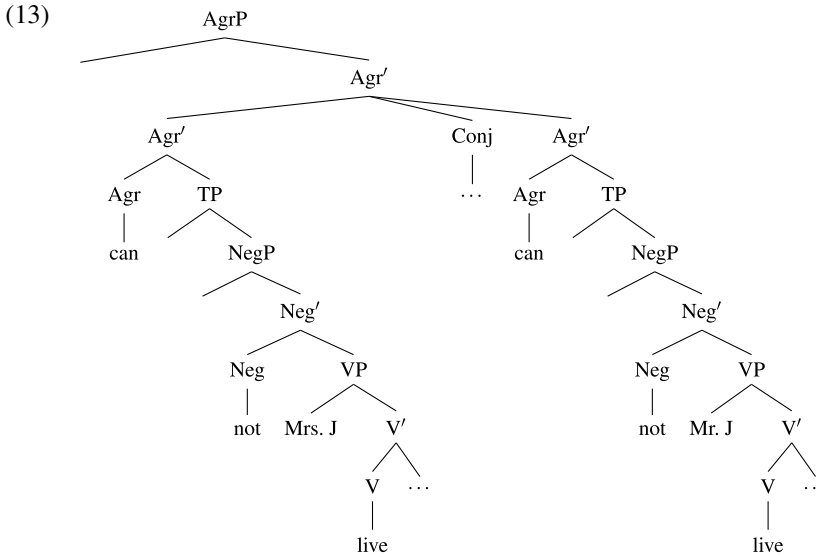 (13) AgrP
Agr′
Agr′ Conj Agr′
Agr TP ... Agr TP
can NegP can NegP
Neg′ Neg′
Neg VP Neg VP
not Mrs. J V′ not Mr. J V′
V ... V ..
live live